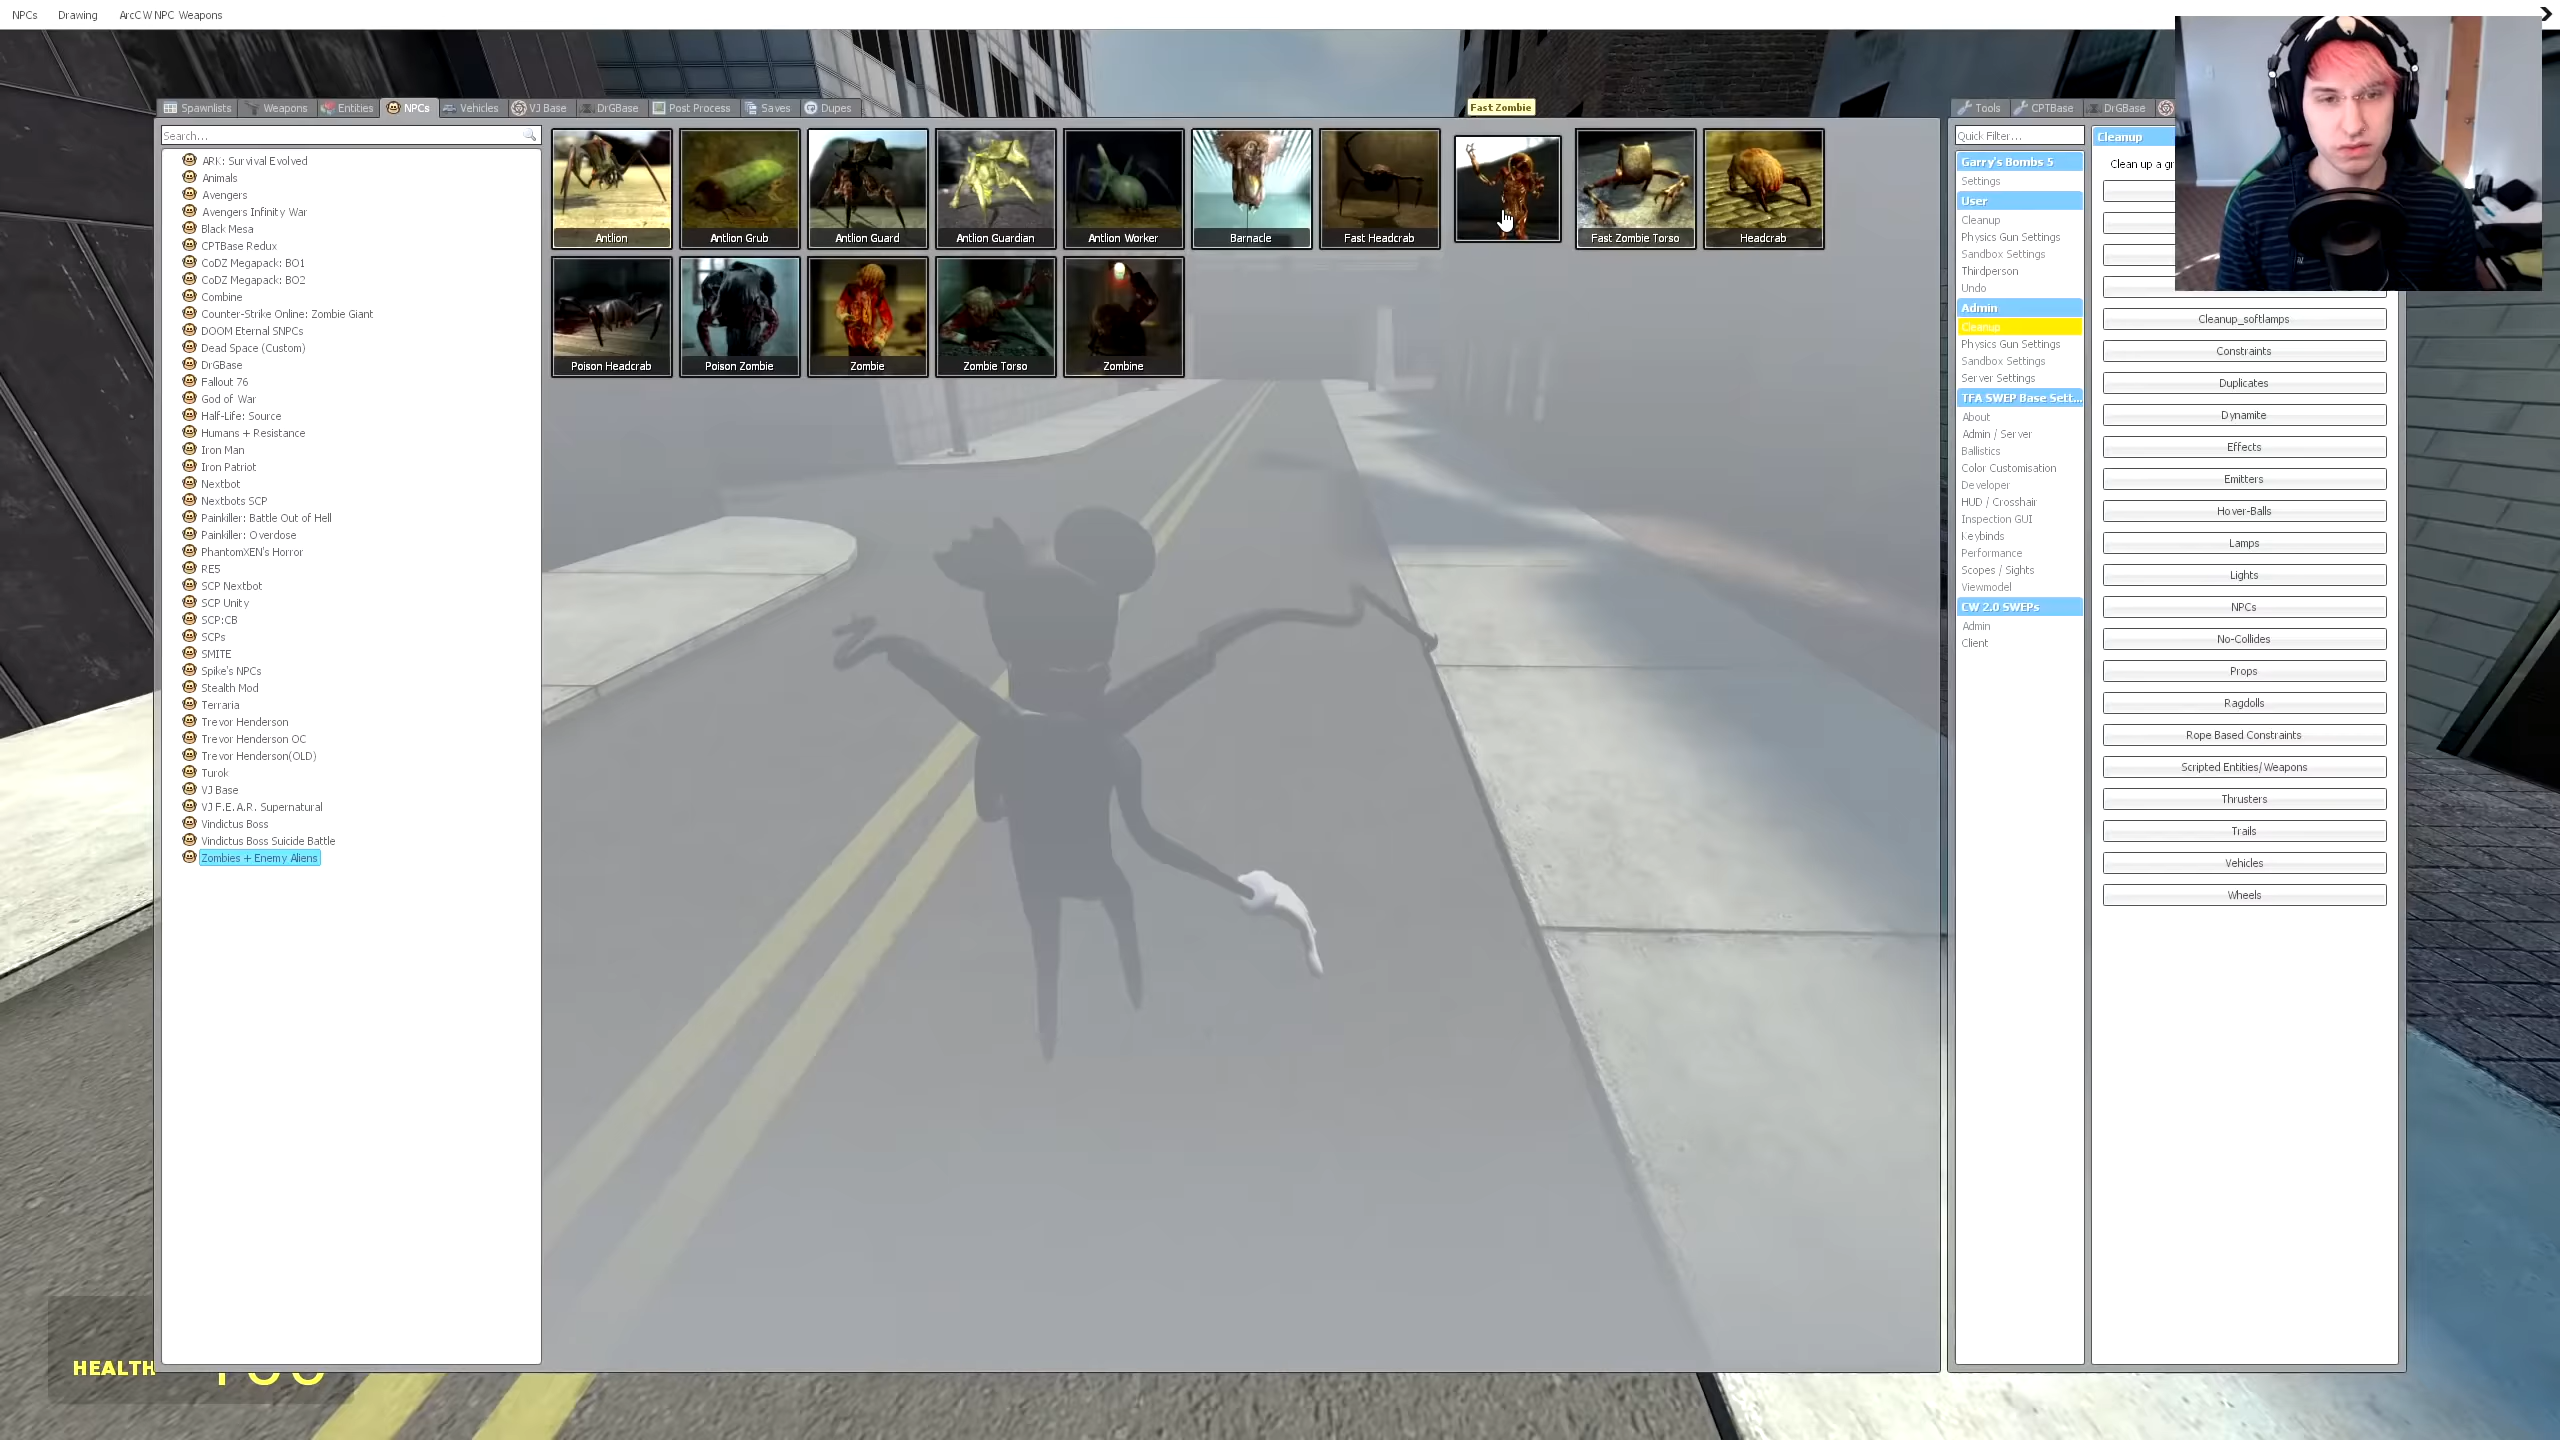 NPCs Drawing ArcCW NPC Weapons
Spawnlists Weapons Entities NPCs Vehicles VJ Base DrGBase Post Process Saves Dupes
Fast Zombie
Tools CPTBase DrGBase
Search...
ARK: Survival Evolved
Animals
Avengers
Avengers Infinity War
Black Mesa
CPTBase Redux
CoDZ Megapack: BO1
CoDZ Megapack: BO2
Combine
Counter-Strike Online: Zombie Giant
DOOM Eternal SNPCs
Dead Space (Custom)
DrGBase
Fallout 76
God of War
Half-Life: Source
Humans + Resistance
Iron Man
Iron Patriot
Nextbot
Nextbots SCP
Painkiller: Battle Out of Hell
Painkiller: Overdose
PhantomXEN's Horror
RE5
SCP Nextbot
SCP Unity
SCP:CB
SCPs
SMITE
Spike's NPCs
Stealth Mod
Terraria
Trevor Henderson
Trevor Henderson OC
Trevor Henderson(OLD)
Turok
VJ Base
VJ F.E.A.R. Supernatural
Vindictus Boss
Vindictus Boss Suicide Battle
Zombies + Enemy Aliens
Antlion Antlion Grub Antlion Guard Antlion Guardian Antlion Worker Barnacle Fast Headcrab Fast Zombie Torso Headcrab
Poison Headcrab Poison Zombie Zombie Zombie Torso Zombine
Quick Filter...
Garry's Bombs 5
Settings
User
Cleanup
Physics Gun Settings
Sandbox Settings
Thirdperson
Undo
Admin
Cleanup
Physics Gun Settings
Sandbox Settings
Server Settings
TFA SWEP Base Sett...
About
Admin / Server
Ballistics
Color Customisation
Developer
HUD / Crosshair
Inspection GUI
Keybinds
Performance
Scopes / Sights
Viewmodel
CW 2.0 SWEPs
Admin
Client
Cleanup
Clean up a gr
Cleanup_softlamps
Constraints
Duplicates
Dynamite
Effects
Emitters
Hover-Balls
Lamps
Lights
NPCs
No-Collides
Props
Ragdolls
Rope Based Constraints
Scripted Entities/Weapons
Thrusters
Trails
Vehicles
Wheels
HEALTH